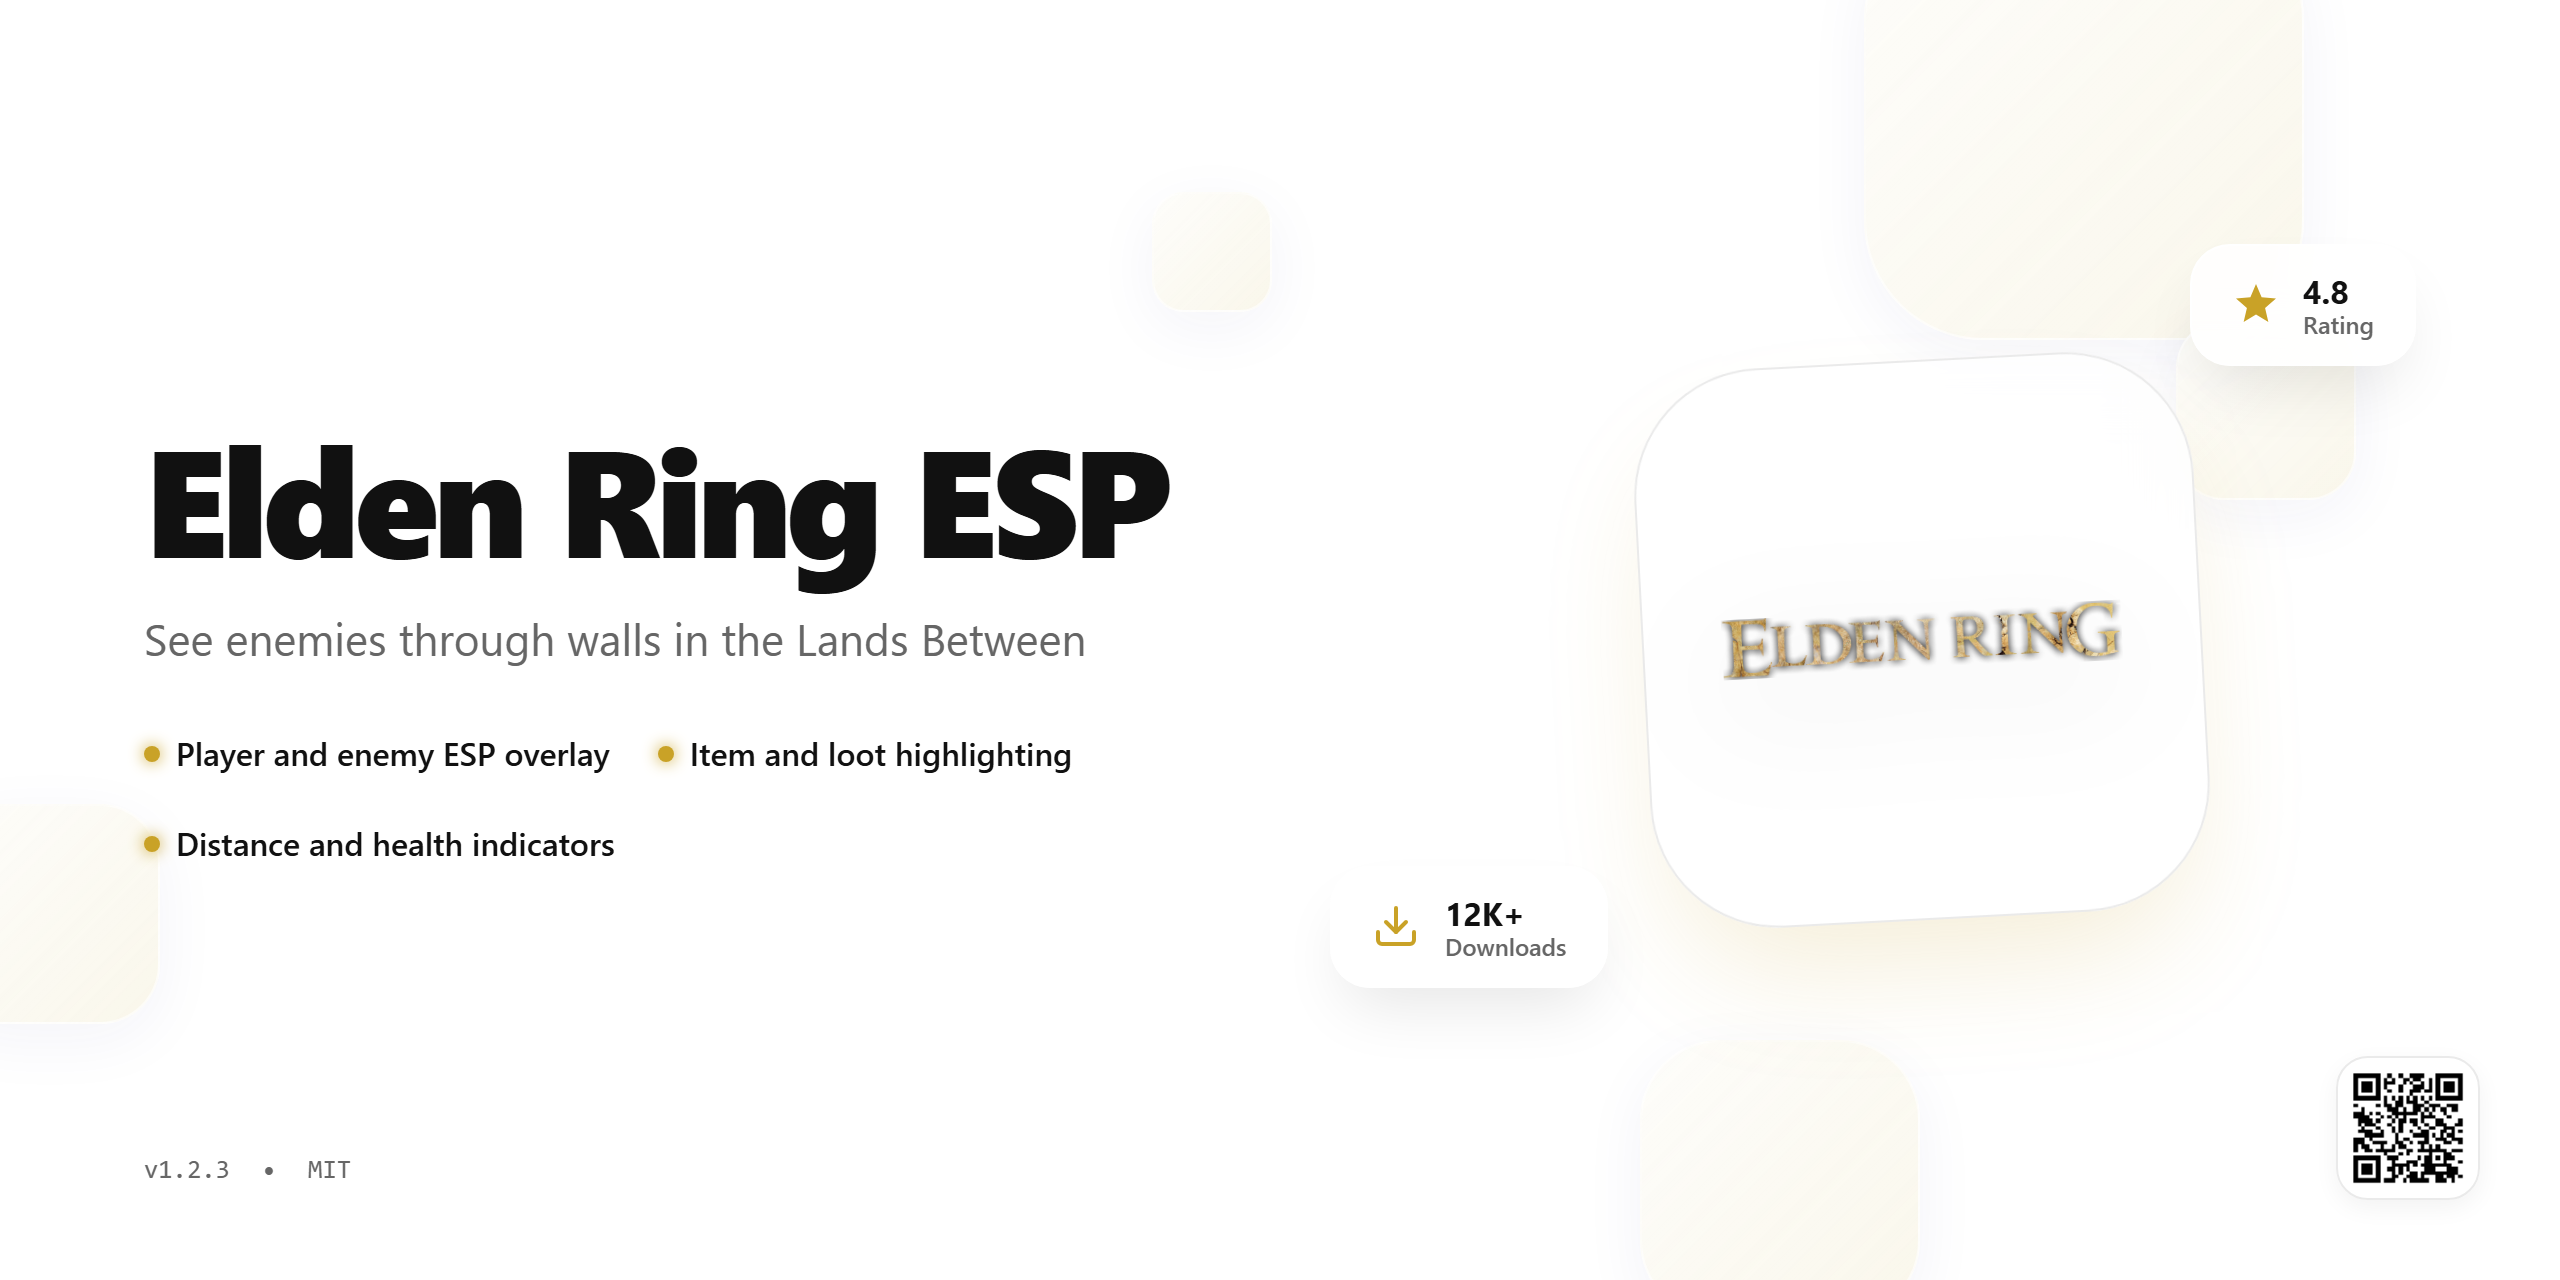 Elden Ring ESP
See enemies through walls in the Lands Between
Player and enemy ESP overlay
Item and loot highlighting
Distance and health indicators
v1.2.3 • MIT
4.8
Rating
ELDEN RING
12K+
Downloads